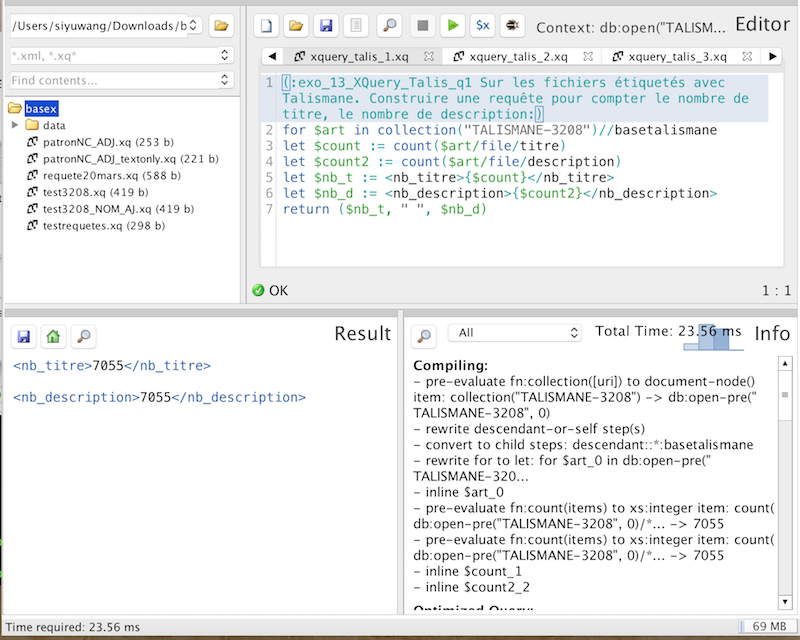 /Users/siyuwang/Downloads/b
*.xml, *.xq*
Find contents...
basex
data
patronNC_ADJ.xq (253 b)
patronNC_ADJ_textonly.xq (221 b)
requete20mars.xq (588 b)
test3208.xq (419 b)
test3208_NOM_AJ.xq (419 b)
testrequetes.xq (298 b)
$x
Context: db:open("TALISM...
Editor
xquery_talis_1.xq
xquery_talis_2.xq
xquery_talis_3.xq
1 (:exo_13_XQuery_Talis_q1 Sur les fichiers étiquetés avec
Talismane. Construire une requête pour compter le nombre de
titre, le nombre de description:)
2 for $art in collection("TALISMANE-3208")//basetalismane
3 let $count := count($art/file/titre)
4 let $count2 := count($art/file/description)
5 let $nb_t := <nb_titre>{$count}</nb_titre>
6 let $nb_d := <nb_description>{$count2}</nb_description>
7 return ($nb_t, " ", $nb_d)
OK
1 : 1
Result
<nb_titre>7055</nb_titre>
<nb_description>7055</nb_description>
All
Total Time: 23.56 ms
Info
Compiling:
- pre-evaluate fn:collection([uri]) to document-node()
item: collection("TALISMANE-3208") -> db:open-pre("
TALISMANE-3208", 0)
- rewrite descendant-or-self step(s)
- convert to child steps: descendant::*:basetalismane
- rewrite for to let: for $art_0 in db:open-pre("
TALISMANE-320...
- inline $art_0
- pre-evaluate fn:count(items) to xs:integer item: count(
db:open-pre("TALISMANE-3208", 0)/*... -> 7055
- pre-evaluate fn:count(items) to xs:integer item: count(
db:open-pre("TALISMANE-3208", 0)/*... -> 7055
- inline $count_1
- inline $count2_2
Optimized Query:
Time required: 23.56 ms
69 MB